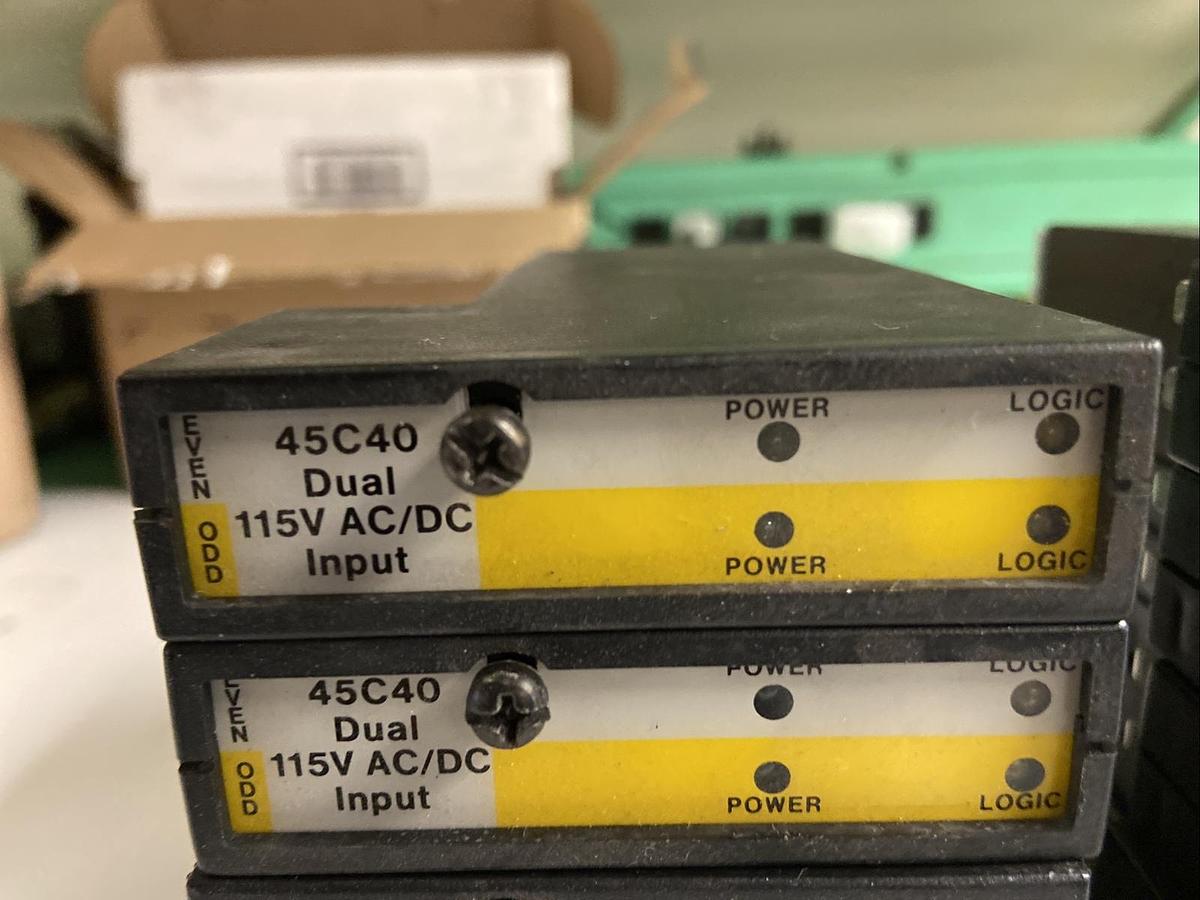 EVEN
45C40
Dual
115V AC/DC
Input
ODD
POWER
LOGIC
POWER
LOGIC
EVEN
45C40
Dual
115V AC/DC
Input
ODD
POWER
LOGIC
POWER
LOGIC